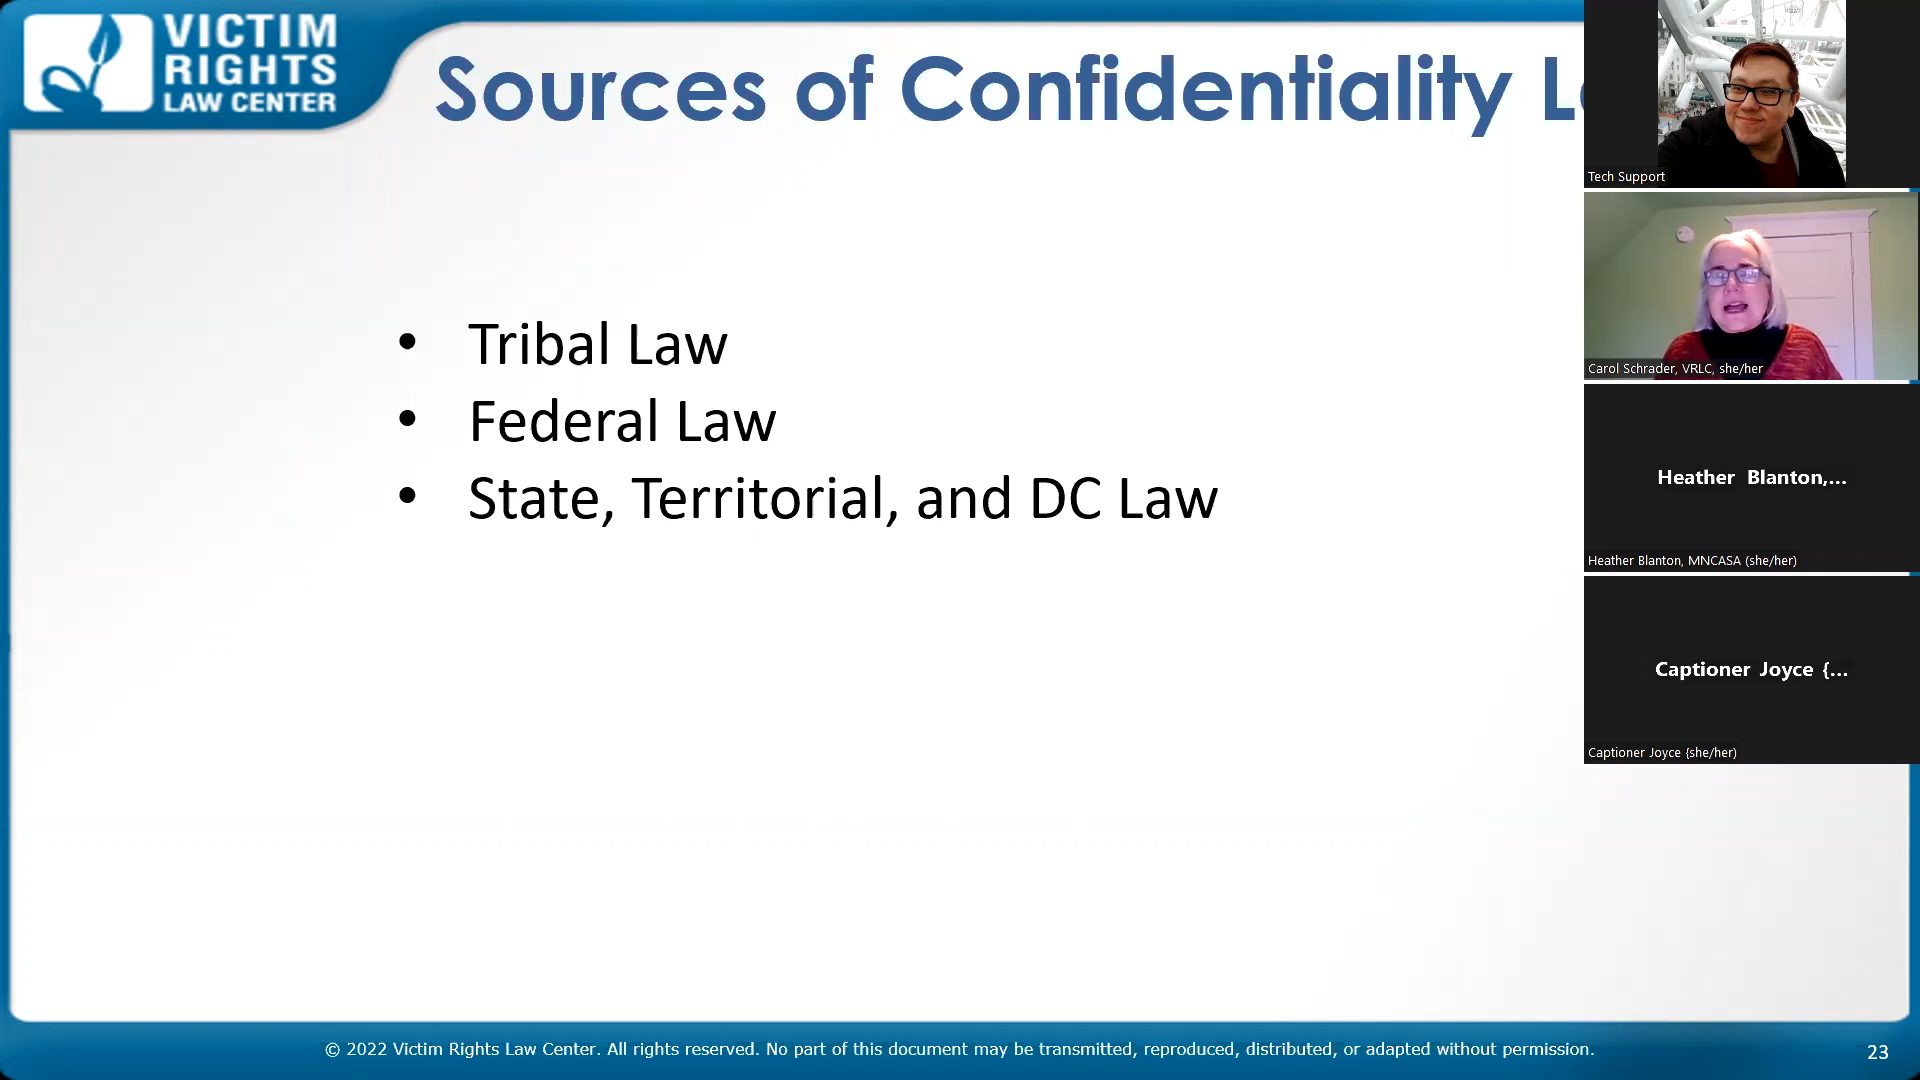 VICTIM
RIGHTS
LAW CENTER
Sources of Confidentiality
• Tribal Law
• Federal Law
• State, Territorial, and DC Law
Tech Support
Carol Schrader, VRLC, she/her
Heather Blanton,...
Heather Blanton, MNCASA (she/her)
Captioner Joyce {...
Captioner Joyce {she/her)
© 2022 Victim Rights Law Center. All rights reserved. No part of this document may be transmitted, reproduced, distributed, or adapted without permission.
23